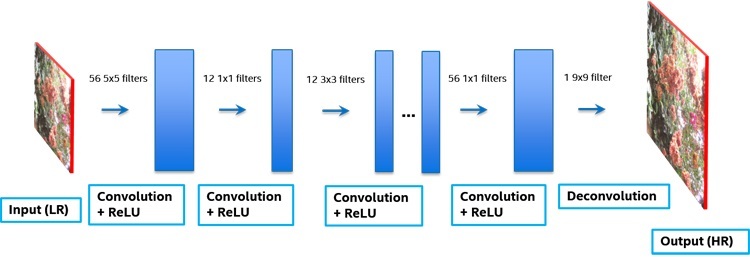 56 5x5 filters
12 1x1 filters
12 3x3 filters
56 1x1 filters
1 9x9 filter
...
Input (LR)
Convolution
+ ReLU
Convolution
+ ReLU
Convolution
+ ReLU
Convolution
+ ReLU
Deconvolution
Output (HR)